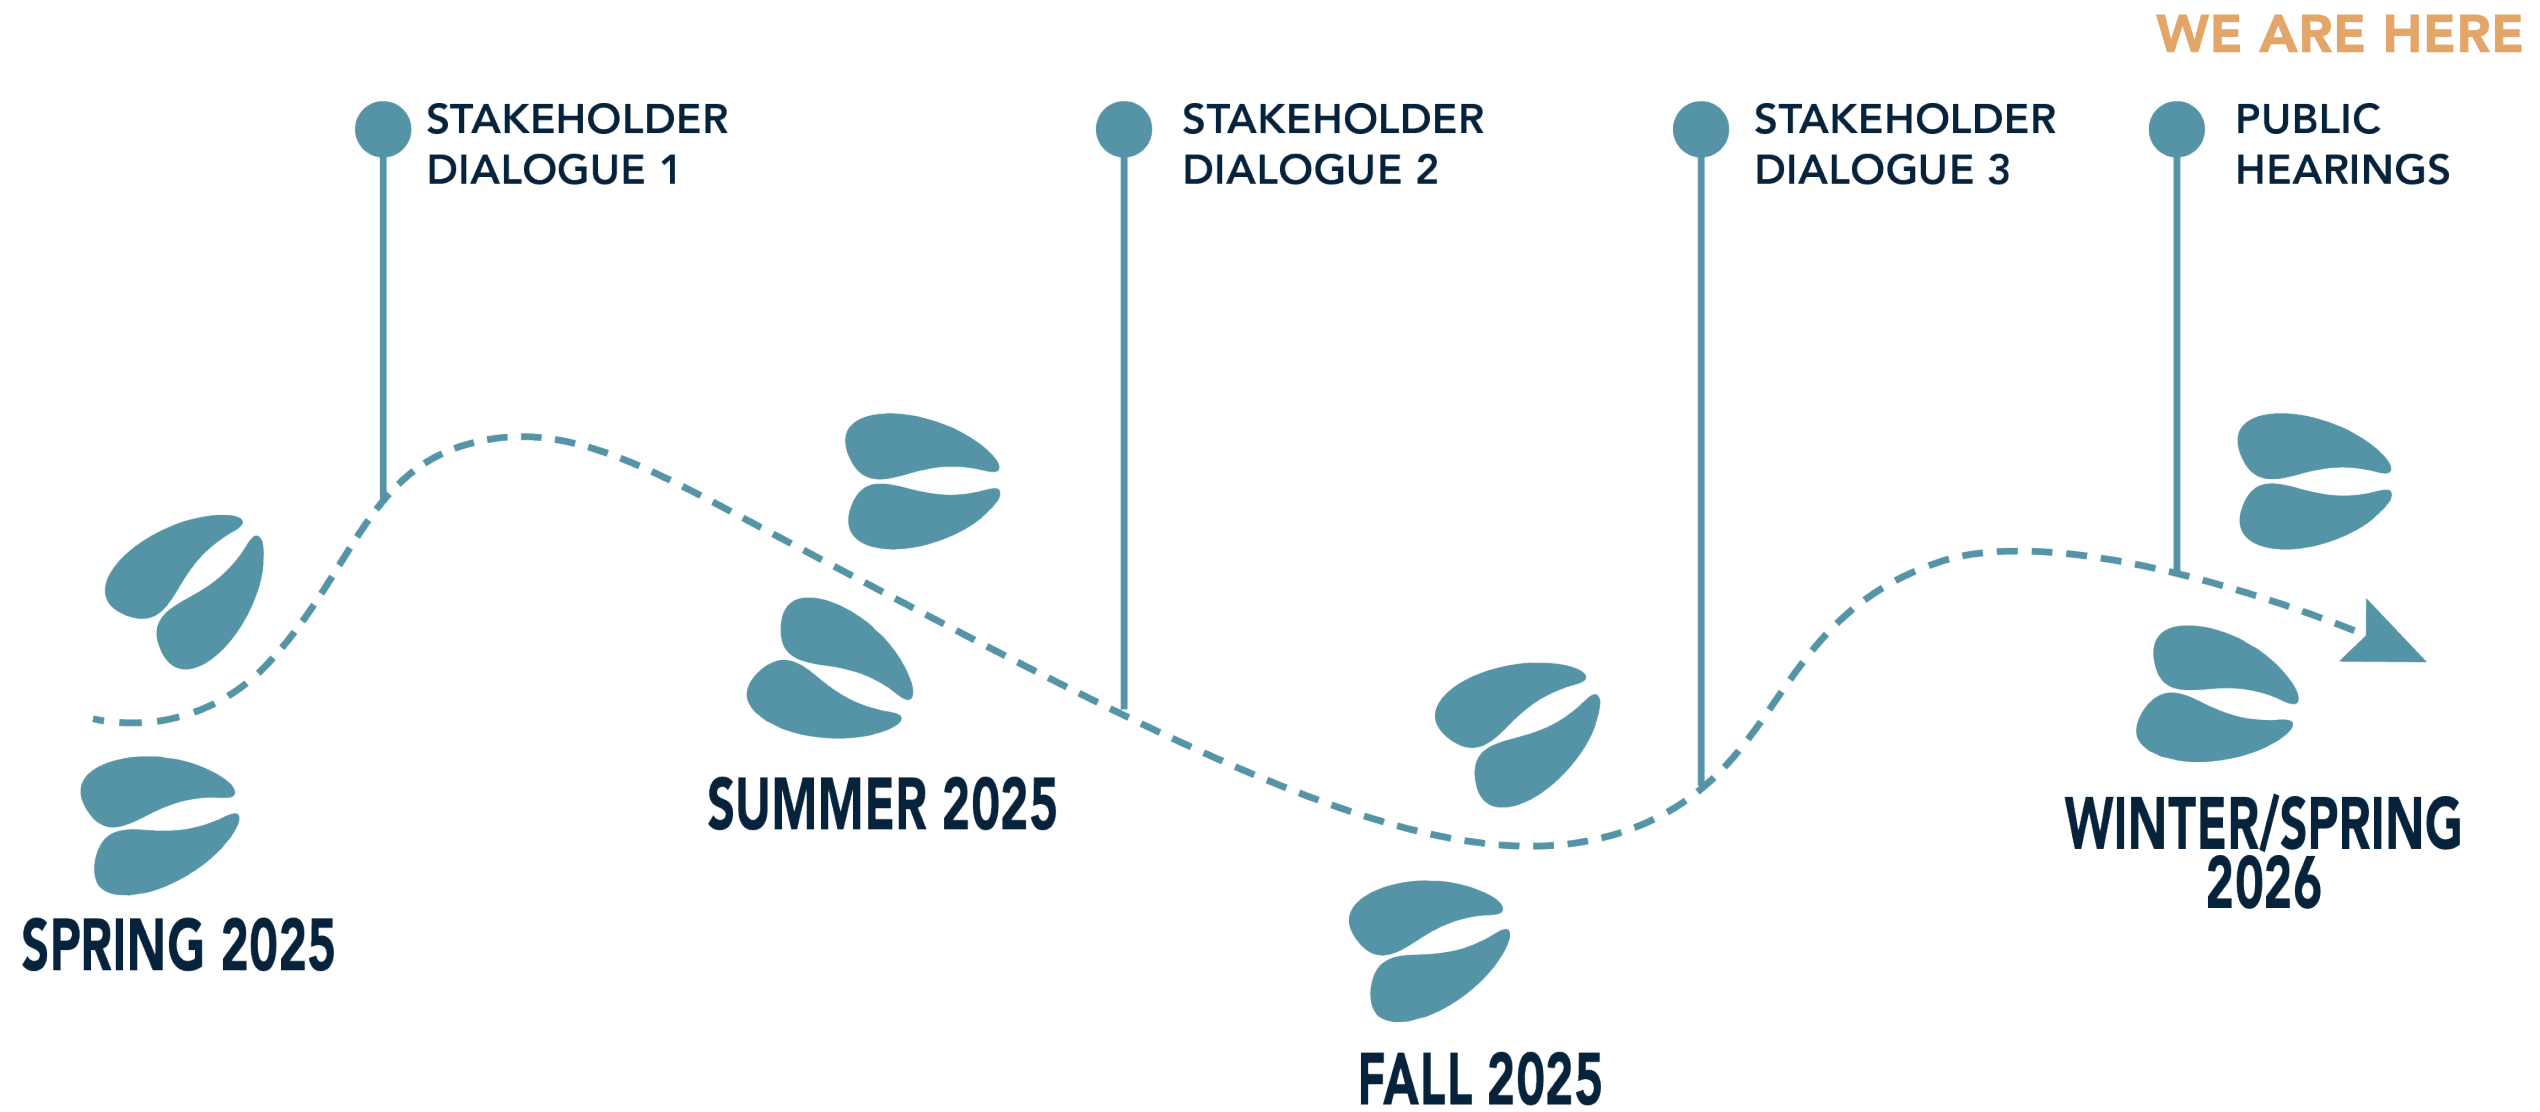 WE ARE HERE
STAKEHOLDER
DIALOGUE 1
STAKEHOLDER
DIALOGUE 2
STAKEHOLDER
DIALOGUE 3
PUBLIC
HEARINGS
SPRING 2025
SUMMER 2025
FALL 2025
WINTER/SPRING
2026